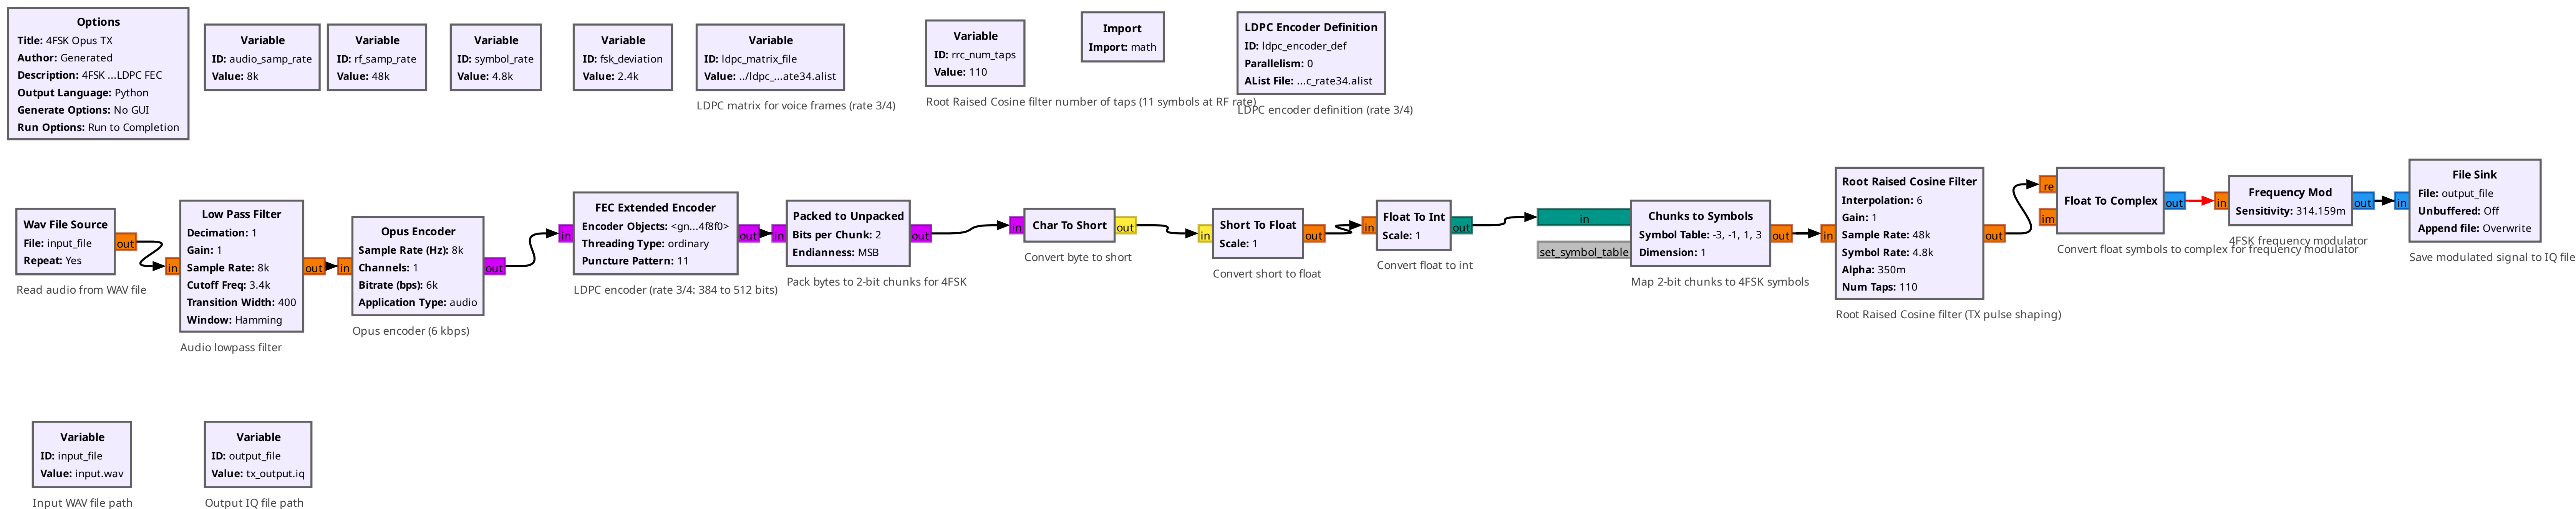 Options
Title: 4FSK Opus TX
Author: Generated
Description: 4FSK ...LDPC FEC
Output Language: Python
Generate Options: No GUI
Run Options: Run to Completion
Variable
ID: audio_samp_rate
Value: 8k
Variable
ID: rf_samp_rate
Value: 48k
Variable
ID: symbol_rate
Value: 4.8k
Variable
ID: fsk_deviation
Value: 2.4k
Variable
ID: ldpc_matrix_file
Value: ../ldpc_...ate34.alist
LDPC matrix for voice frames (rate 3/4)
Variable
ID: rrc_num_taps
Value: 110
Root Raised Cosine filter number of taps (11 symbols at RF rate)
Import
Import: math
LDPC Encoder Definition
ID: ldpc_encoder_def
Parallelism: 0
AList File: ...c_rate34.alist
LDPC encoder definition (rate 3/4)
Wav File Source
File: input_file
Repeat: Yes
out
Read audio from WAV file
in
Low Pass Filter
Decimation: 1
Gain: 1
Sample Rate: 8k
Cutoff Freq: 3.4k
Transition Width: 400
Window: Hamming
out
Audio lowpass filter
in
Opus Encoder
Sample Rate (Hz): 8k
Channels: 1
Bitrate (bps): 6k
Application Type: audio
out
Opus encoder (6 kbps)
in
FEC Extended Encoder
Encoder Objects: <gn...4f8f0>
Threading Type: ordinary
Puncture Pattern: 11
out
LDPC encoder (rate 3/4: 384 to 512 bits)
in
Packed to Unpacked
Bits per Chunk: 2
Endianness: MSB
out
Pack bytes to 2-bit chunks for 4FSK
in
Char To Short
out
Convert byte to short
in
Short To Float
Scale: 1
out
Convert short to float
in
Float To Int
Scale: 1
out
Convert float to int
in
set_symbol_table
Chunks to Symbols
Symbol Table: -3, -1, 1, 3
Dimension: 1
out
Map 2-bit chunks to 4FSK symbols
in
Root Raised Cosine Filter
Interpolation: 6
Gain: 1
Sample Rate: 48k
Symbol Rate: 4.8k
Alpha: 350m
Num Taps: 110
out
Root Raised Cosine filter (TX pulse shaping)
re
im
Float To Complex
out
Convert float symbols to complex for frequency modulator
in
Frequency Mod
Sensitivity: 314.159m
out
4FSK frequency modulator
in
File Sink
File: output_file
Unbuffered: Off
Append file: Overwrite
Save modulated signal to IQ file
Variable
ID: input_file
Value: input.wav
Input WAV file path
Variable
ID: output_file
Value: tx_output.iq
Output IQ file path